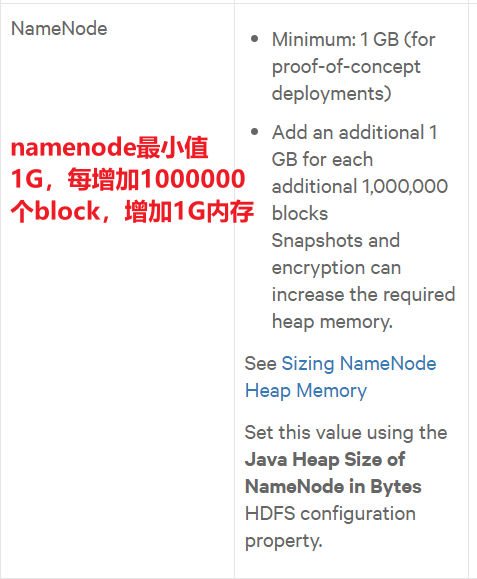 NameNode
namenode最小值
1G，每增加1000000
个block，增加1G内存
• Minimum: 1 GB (for
proof-of-concept
deployments)
• Add an additional 1
GB for each
additional 1,000,000
blocks
Snapshots and
encryption can
increase the required
heap memory.
See Sizing NameNode
Heap Memory
Set this value using the
Java Heap Size of
NameNode in Bytes
HDFS configuration
property.